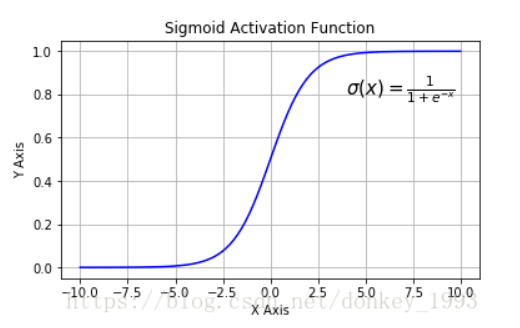 Sigmoid Activation Function
1.0
σ(x) = 1 / (1 + e^{-x})
0.8
0.6
Y Axis
0.4
0.2
0.0
−10.0 −7.5 −5.0 −2.5 0.0 2.5 5.0 7.5 10.0
https://blog.csdn.net/donkey_1993
X Axis